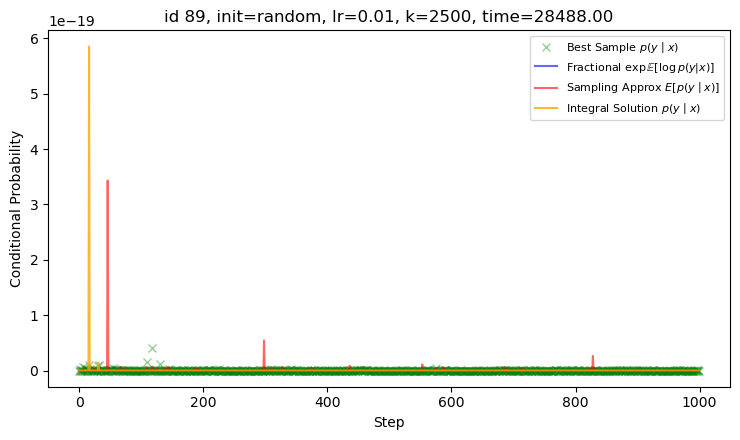 id 89, init=random, lr=0.01, k=2500, time=28488.00
1e−19
Best Sample p(y | x)
Fractional exp𝔼[log p(y|x)]
Sampling Approx E[p(y | x)]
Integral Solution p(y | x)
6
5
4
3
2
1
0
Conditional Probability
0 200 400 600 800 1000
Step